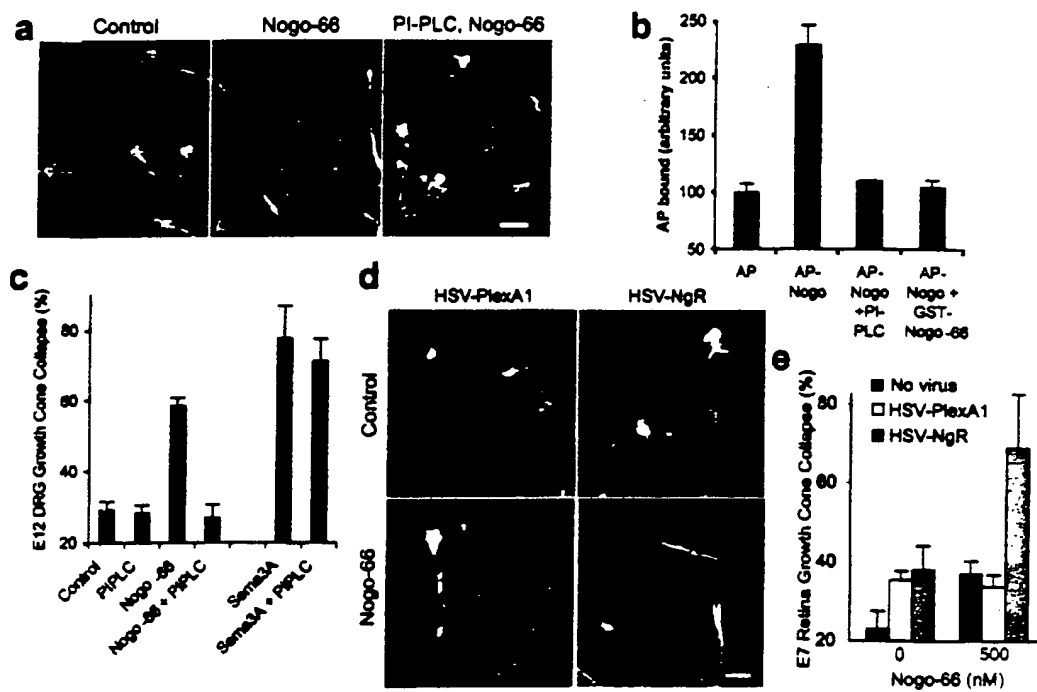 a
Control
Nogo-66
PI-PLC, Nogo-66
b
AP bound (arbitrary units)
250
200
150
100
50
AP
AP-
Nogo
AP-
Nogo
+PI-
PLC
AP-
Nogo +
GST-
Nogo-66
c
E12 DRG Growth Cone Collapse (%)
80
60
40
20
Control
PIPLC
Nogo-66
Nogo-66 + PIPLC
Sema3A
Sema3A + PIPLC
d
HSV-PlexA1
HSV-NgR
Control
Nogo-66
e
E7 Retina Growth Cone Collapse (%)
80
60
40
20
No virus
HSV-PlexA1
HSV-NgR
0
500
Nogo-66 (nM)